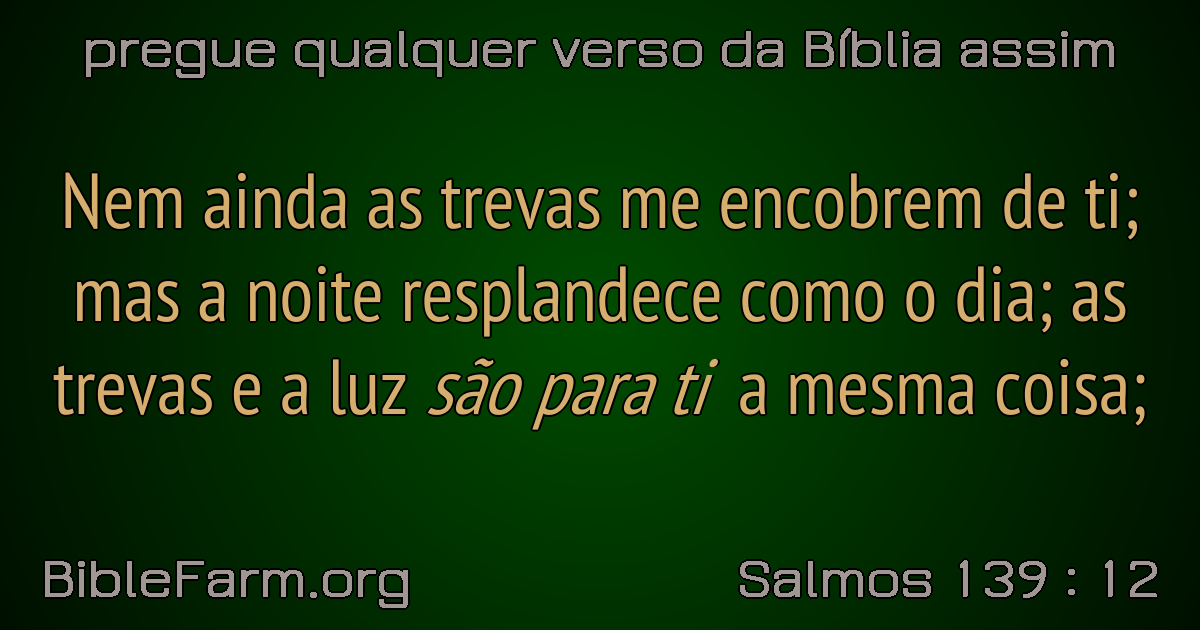 pregue qualquer verso da Bíblia assim
Nem ainda as trevas me encobrem de ti;
mas a noite resplandece como o dia; as
trevas e a luz são para ti a mesma coisa;
BibleFarm.org
Salmos 139 : 12